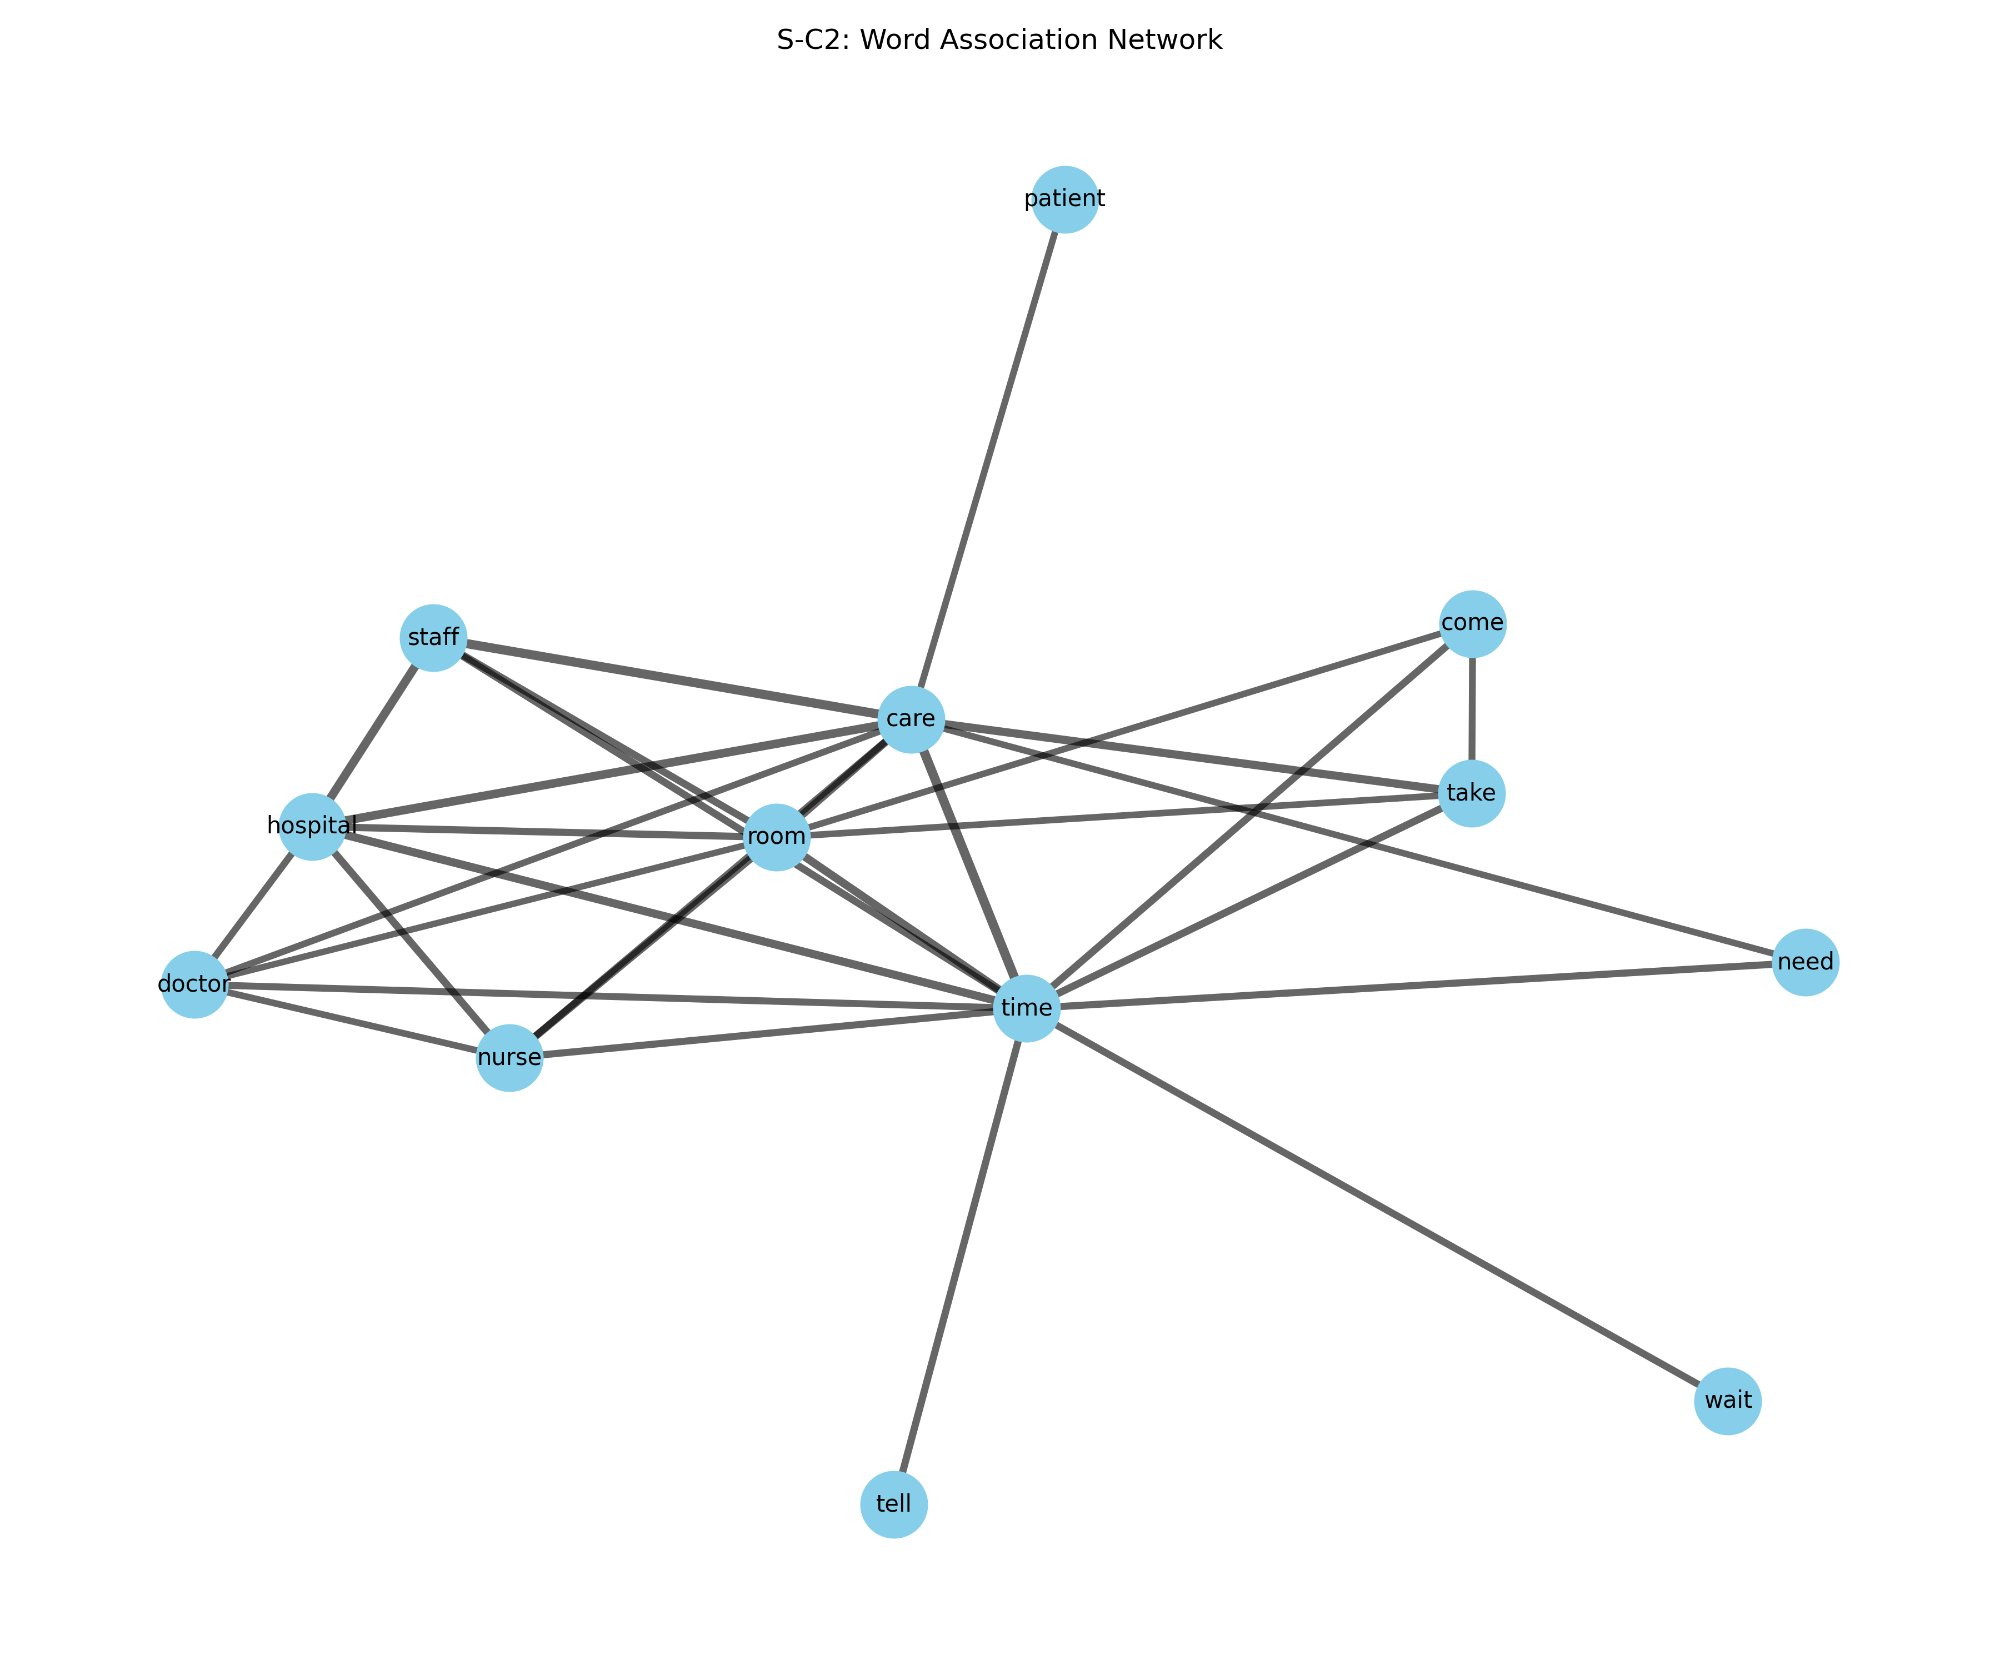 S-C2: Word Association Network
patient
come
staff
care
take
hospital
room
need
doctor
time
nurse
wait
tell